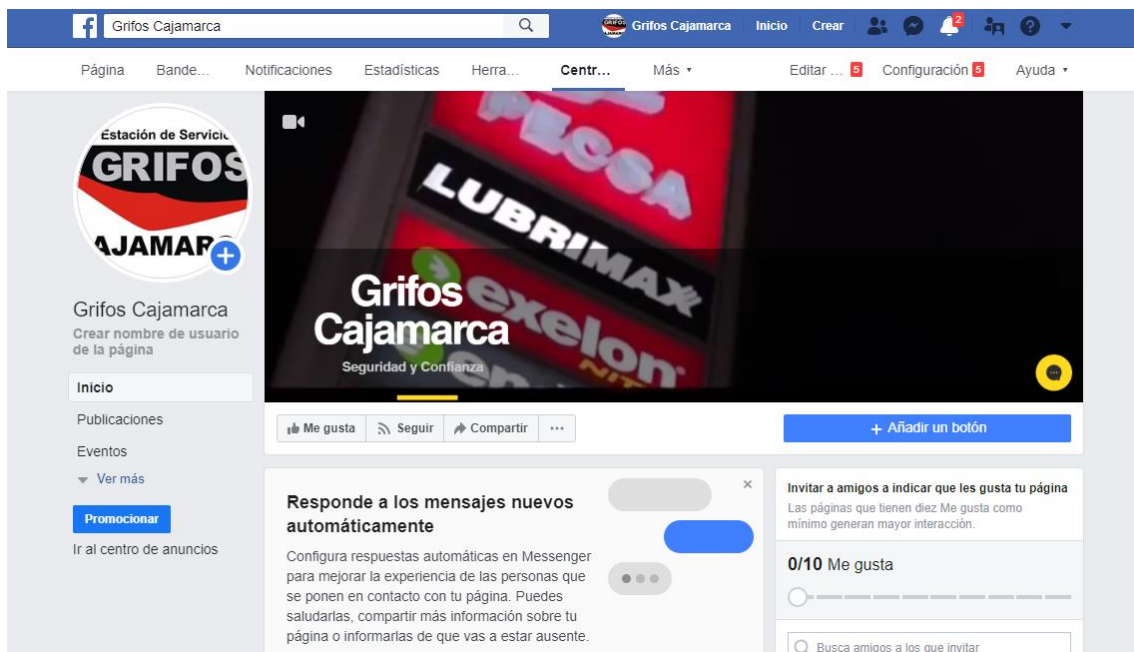 Grifos Cajamarca
Grifos Cajamarca Inicio Crear 2
Página Bande... Notificaciones Estadísticas Herra... Centr... Más Editar ... 5 Configuración 5 Ayuda
Estación de Servicio
GRIFOS
AJAMARC
Grifos Cajamarca
Crear nombre de usuario
de la página
Inicio
Publicaciones
Eventos
Ver más
Promocionar
Ir al centro de anuncios
PECSA
LUBRIMAX
exelon
NITRO
Grifos
Cajamarca
Seguridad y Confianza
Me gusta Seguir Compartir ...
+ Añadir un botón
Responde a los mensajes nuevos
automáticamente
Configura respuestas automáticas en Messenger
para mejorar la experiencia de las personas que
se ponen en contacto con tu página. Puedes
saludarlas, compartir más información sobre tu
página o informarlas de que vas a estar ausente.
Invitar a amigos a indicar que les gusta tu página
Las páginas que tienen diez Me gusta como
mínimo generan mayor interacción.
0/10 Me gusta
Busca amigos a los que invitar